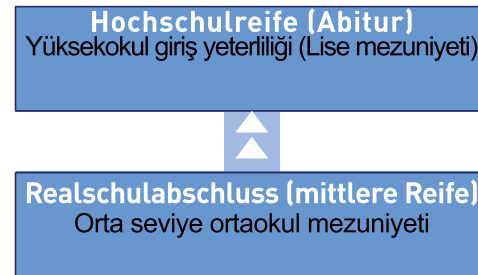 Hochschulreife (Abitur)
Yüksekokul giriş yeterliliği (Lise mezuniyeti)
Realschulabschluss (mittlere Reife)
Orta seviye ortaokul mezuniyeti